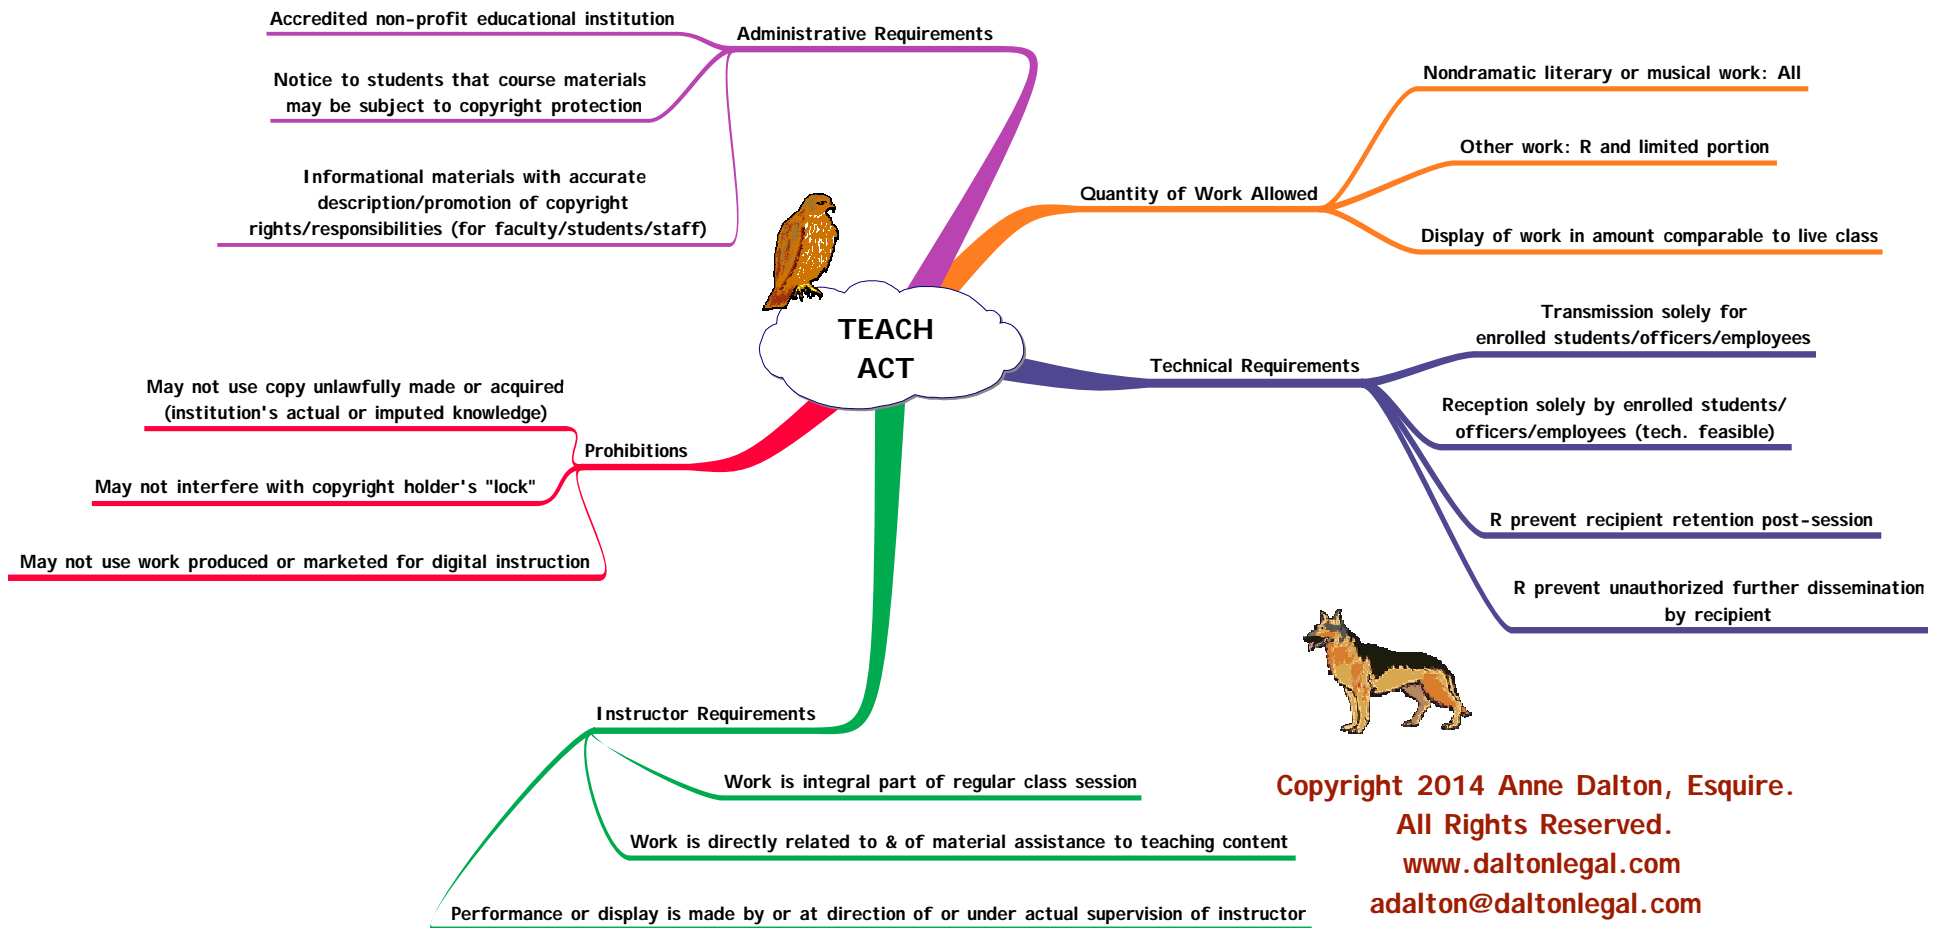 TEACH
ACT
Administrative Requirements
Accredited non-profit educational institution
Notice to students that course materials
may be subject to copyright protection
Informational materials with accurate
description/promotion of copyright
rights/responsibilities (for faculty/students/staff)
Quantity of Work Allowed
Nondramatic literary or musical work: All
Other work: R and limited portion
Display of work in amount comparable to live class
Technical Requirements
Transmission solely for
enrolled students/officers/employees
Reception solely by enrolled students/
officers/employees (tech. feasible)
R prevent recipient retention post-session
R prevent unauthorized further dissemination
by recipient
Prohibitions
May not use copy unlawfully made or acquired
(institution's actual or imputed knowledge)
May not interfere with copyright holder's "lock"
May not use work produced or marketed for digital instruction
Instructor Requirements
Work is integral part of regular class session
Work is directly related to & of material assistance to teaching content
Performance or display is made by or at direction of or under actual supervision of instructor
Copyright 2014 Anne Dalton, Esquire.
All Rights Reserved.
www.daltonlegal.com
adalton@daltonlegal.com